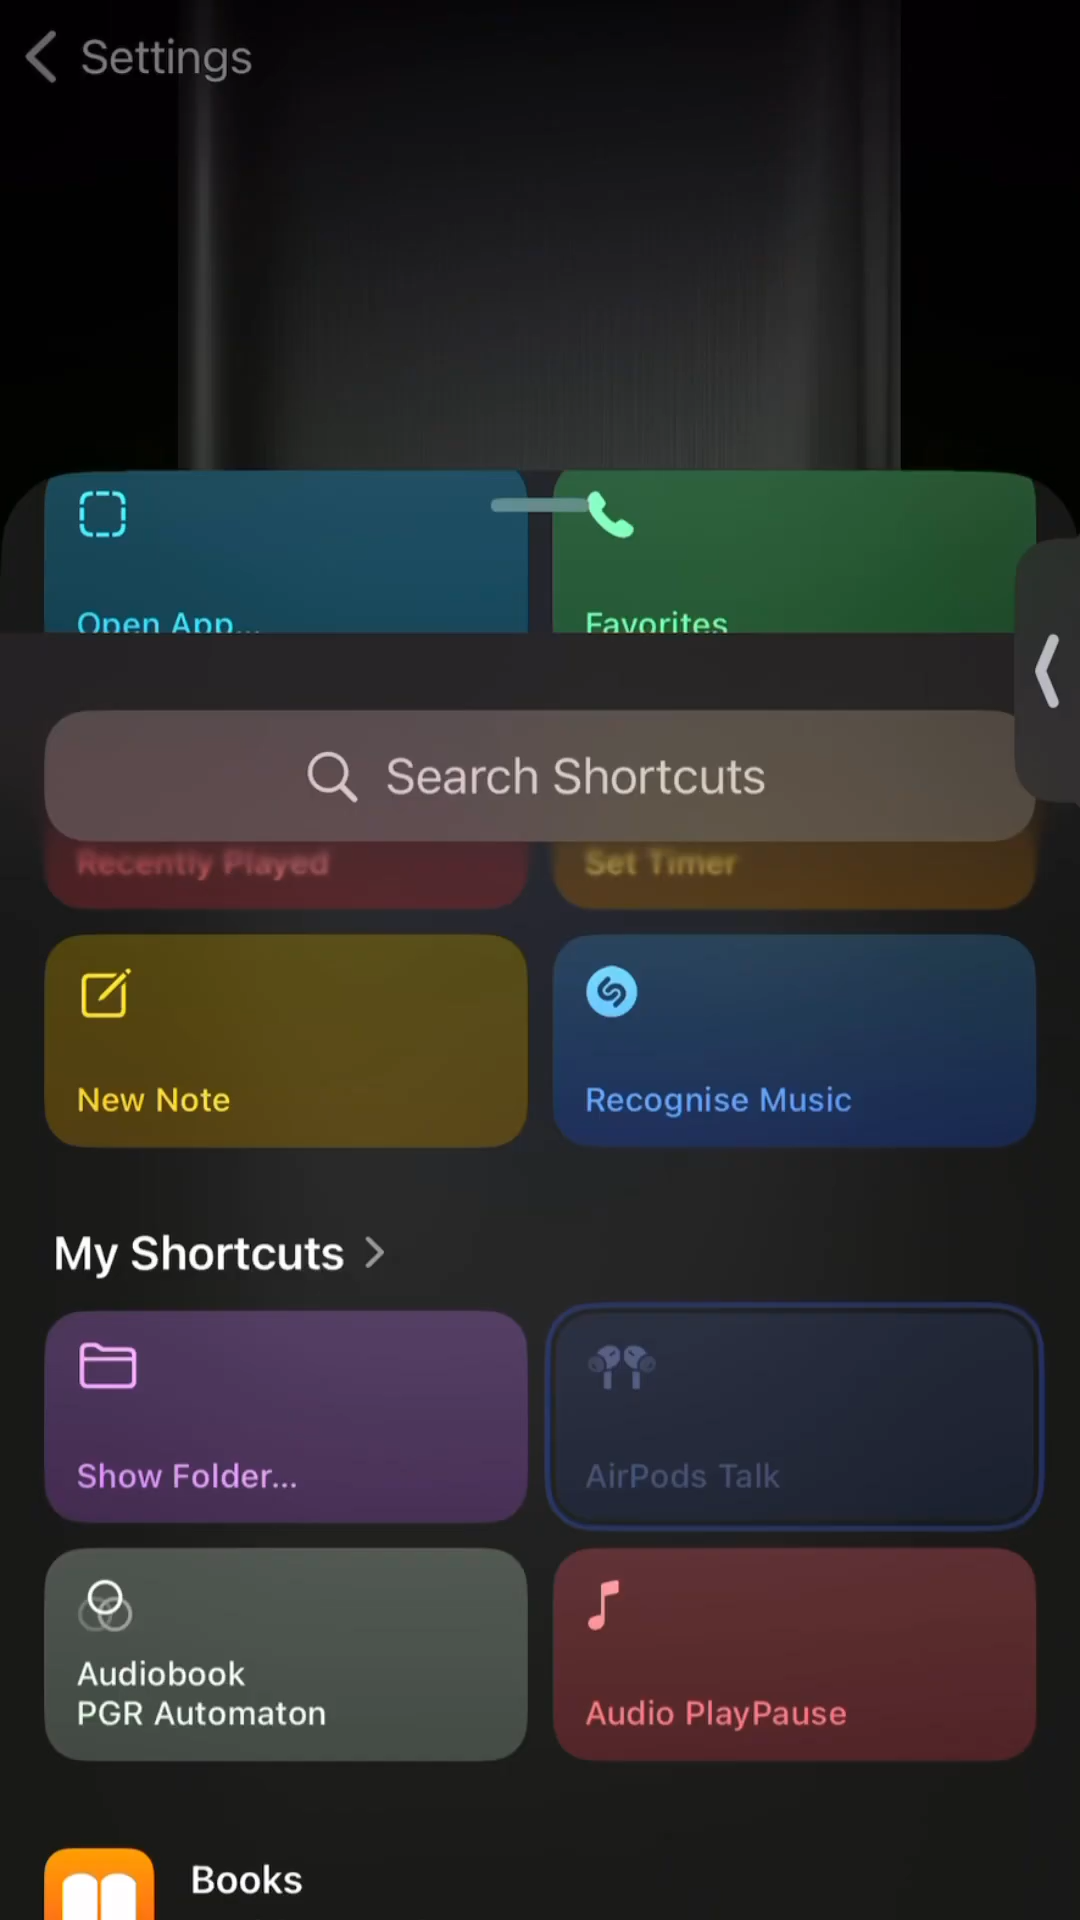 Settings
Open App...
Favorites
Search Shortcuts
Recently Played
Set Timer
New Note
Recognise Music
My Shortcuts
Show Folder...
AirPods Talk
Audiobook
PGR Automaton
Audio PlayPause
Books